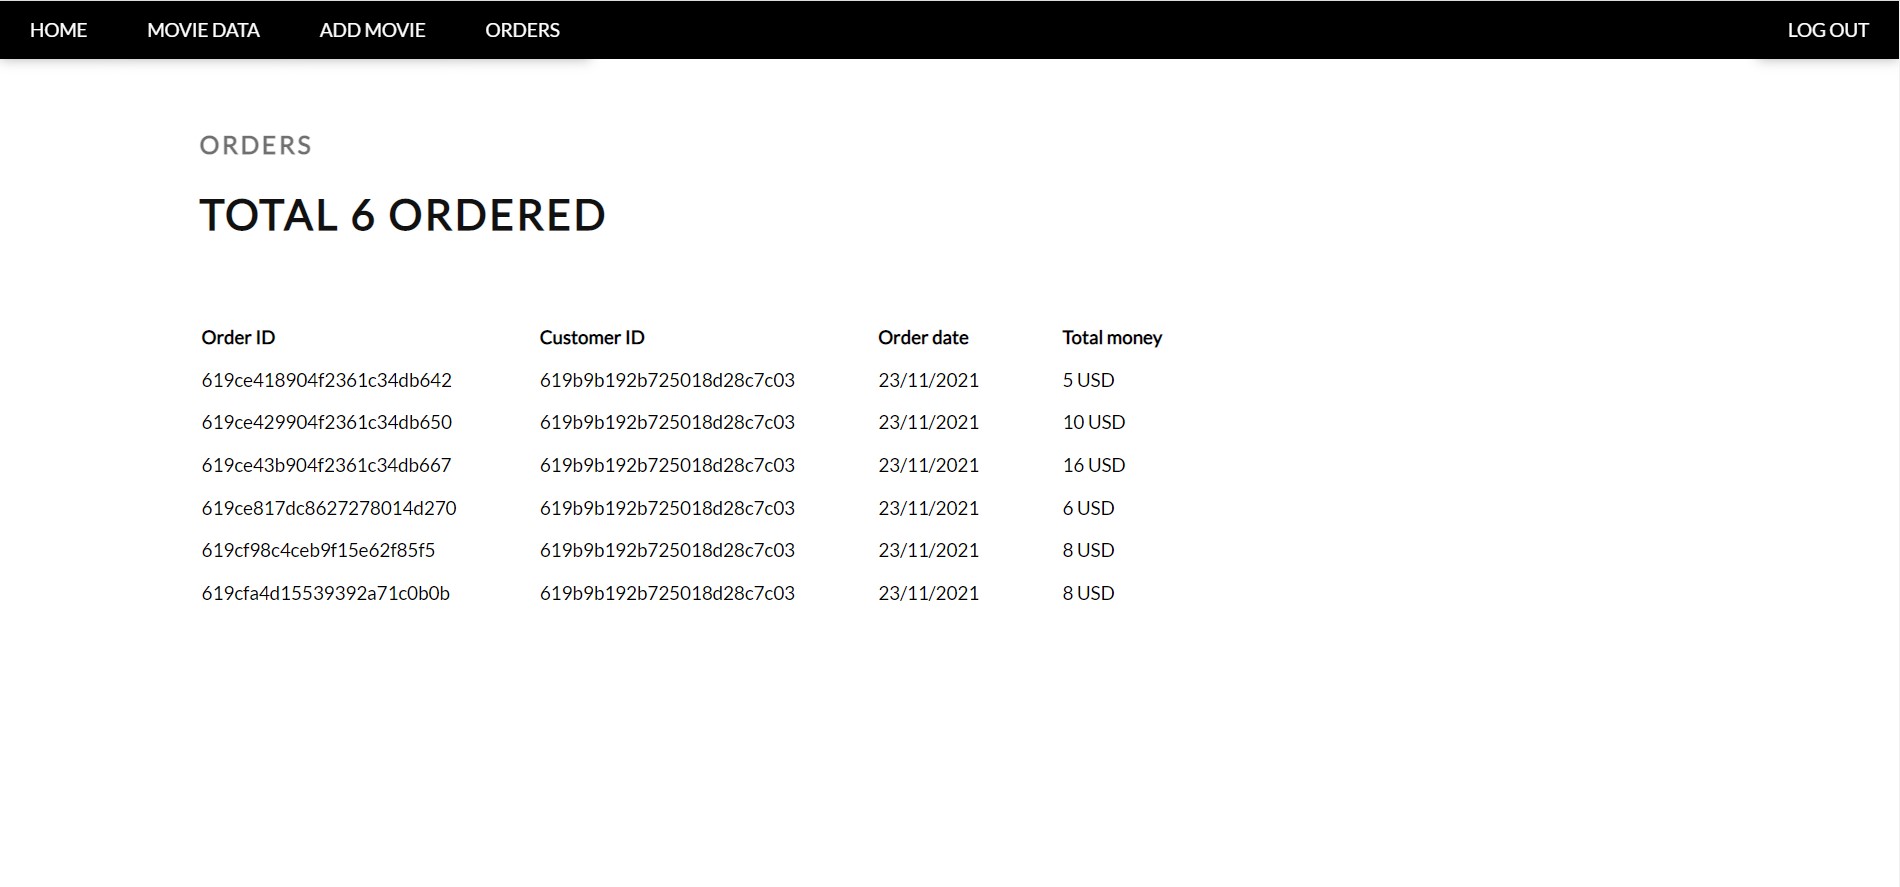 HOME MOVIE DATA ADD MOVIE ORDERS LOG OUT
ORDERS
TOTAL 6 ORDERED
Order ID Customer ID Order date Total money
619ce418904f2361c34db642 619b9b192b725018d28c7c03 23/11/2021 5 USD
619ce429904f2361c34db650 619b9b192b725018d28c7c03 23/11/2021 10 USD
619ce43b904f2361c34db667 619b9b192b725018d28c7c03 23/11/2021 16 USD
619ce817dc8627278014d270 619b9b192b725018d28c7c03 23/11/2021 6 USD
619cf98c4ceb9f15e62f85f5 619b9b192b725018d28c7c03 23/11/2021 8 USD
619cfa4d15539392a71c0b0b 619b9b192b725018d28c7c03 23/11/2021 8 USD